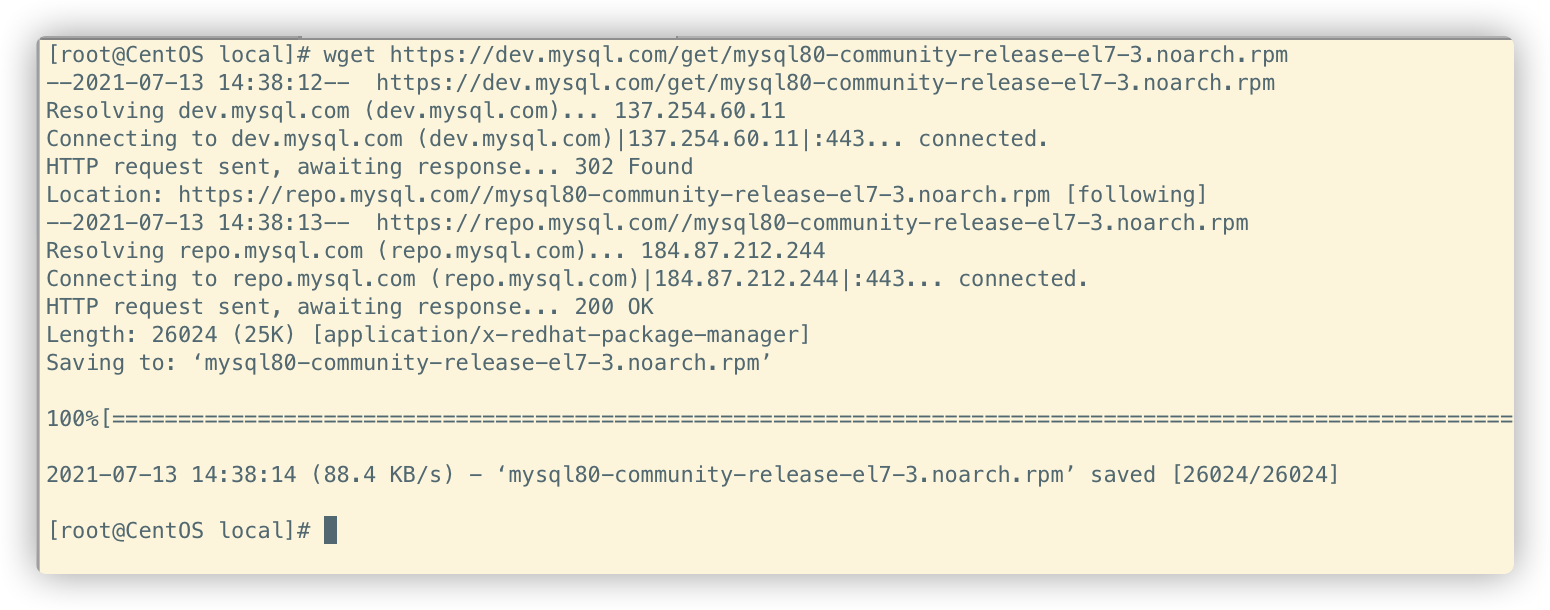 [root@CentOS local]# wget https://dev.mysql.com/get/mysql80-community-release-el7-3.noarch.rpm
--2021-07-13 14:38:12--  https://dev.mysql.com/get/mysql80-community-release-el7-3.noarch.rpm
Resolving dev.mysql.com (dev.mysql.com)... 137.254.60.11
Connecting to dev.mysql.com (dev.mysql.com)|137.254.60.11|:443... connected.
HTTP request sent, awaiting response... 302 Found
Location: https://repo.mysql.com//mysql80-community-release-el7-3.noarch.rpm [following]
--2021-07-13 14:38:13--  https://repo.mysql.com//mysql80-community-release-el7-3.noarch.rpm
Resolving repo.mysql.com (repo.mysql.com)... 184.87.212.244
Connecting to repo.mysql.com (repo.mysql.com)|184.87.212.244|:443... connected.
HTTP request sent, awaiting response... 200 OK
Length: 26024 (25K) [application/x-redhat-package-manager]
Saving to: ‘mysql80-community-release-el7-3.noarch.rpm’
100%[==========================================================================================================
2021-07-13 14:38:14 (88.4 KB/s) - ‘mysql80-community-release-el7-3.noarch.rpm’ saved [26024/26024]
[root@CentOS local]#